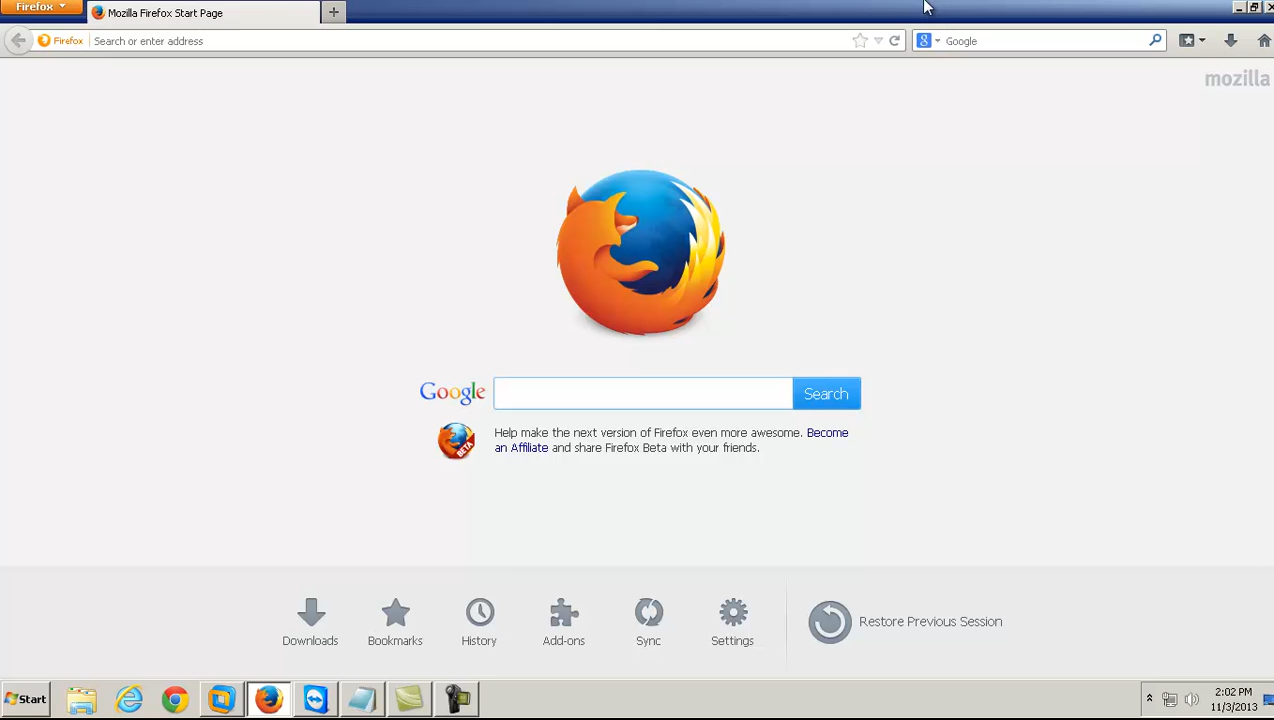 Firefox
Mozilla Firefox Start Page
Firefox
Search or enter address
Google
mozilla
Google
Search
BETA
Help make the next version of Firefox even more awesome. Become
an Affiliate and share Firefox Beta with your friends.
Downloads
Bookmarks
History
Add-ons
Sync
Settings
Restore Previous Session
Start
2:02 PM
11/3/2013